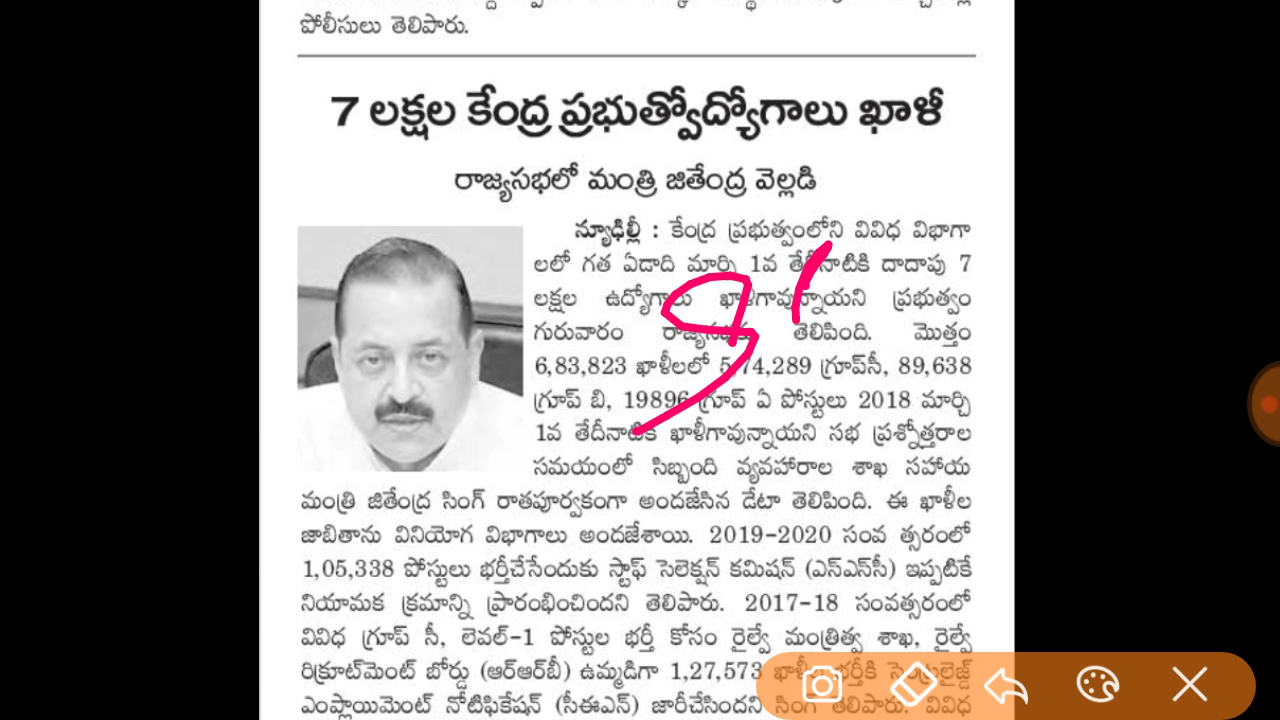 పోలీసులు తెలిపారు.
7 లక్షల కేంద్ర ప్రభుత్వోద్యోగాలు ఖాళీ
రాజ్యసభలో మంత్రి జితేంద్ర వెల్లడి
న్యూఢిల్లీ : కేంద్ర ప్రభుత్వంలోని వివిధ విభాగా
లలో గత ఏడాది మార్చి 1వ తేదీనాటికి దాదాపు 7
లక్షల ఉద్యోగాలు ఖాళీగావున్నాయని ప్రభుత్వం
గురువారం రాజ్యసభకు తెలిపింది. మొత్తం
6,83,823 ఖాళీలలో 5,74,289 గ్రూప్‌సీ, 89,638
గ్రూప్ బి, 19896 గ్రూప్ ఏ పోస్టులు 2018 మార్చి
1వ తేదీనాటికి ఖాళీగావున్నాయని సభ ప్రశ్నోత్తరాల
సమయంలో సిబ్బంది వ్యవహారాల శాఖ సహాయ
మంత్రి జితేంద్ర సింగ్ రాతపూర్వకంగా అందజేసిన డేటా తెలిపింది. ఈ ఖాళీల
జాబితాను వినియోగ విభాగాలు అందజేశాయి. 2019-2020 సంవ త్సరంలో
1,05,338 పోస్టులు భర్తీచేసేందుకు స్టాఫ్ సెలెక్షన్ కమిషన్ (ఎస్ఎస్‌సీ) ఇప్పటికే
నియామక క్రమాన్ని ప్రారంభించిందని తెలిపారు. 2017-18 సంవత్సరంలో
వివిధ గ్రూప్ సీ, లెవల్-1 పోస్టుల భర్తీ కోసం రైల్వే మంత్రిత్వ శాఖ, రైల్వే
రిక్రూట్‌మెంట్ బోర్డు (ఆర్ఆర్‌బీ) ఉమ్మడిగా 1,27,573 ఖాళీల భర్తీకి సెంట్రలైజ్డ్
ఎంప్లాయిమెంట్ నోటిఫికేషన్ (సీఈఎన్) జారీచేసిందని సింగ్ తెలిపారు. వివిధ